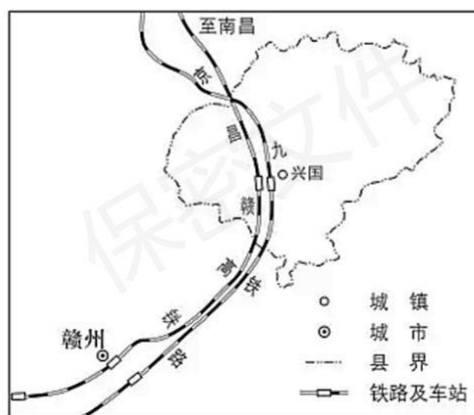 至南昌
京
九
铁
路
昌
赣
高
铁
兴国
赣州
城镇
城市
县界
铁路及车站
保密文件